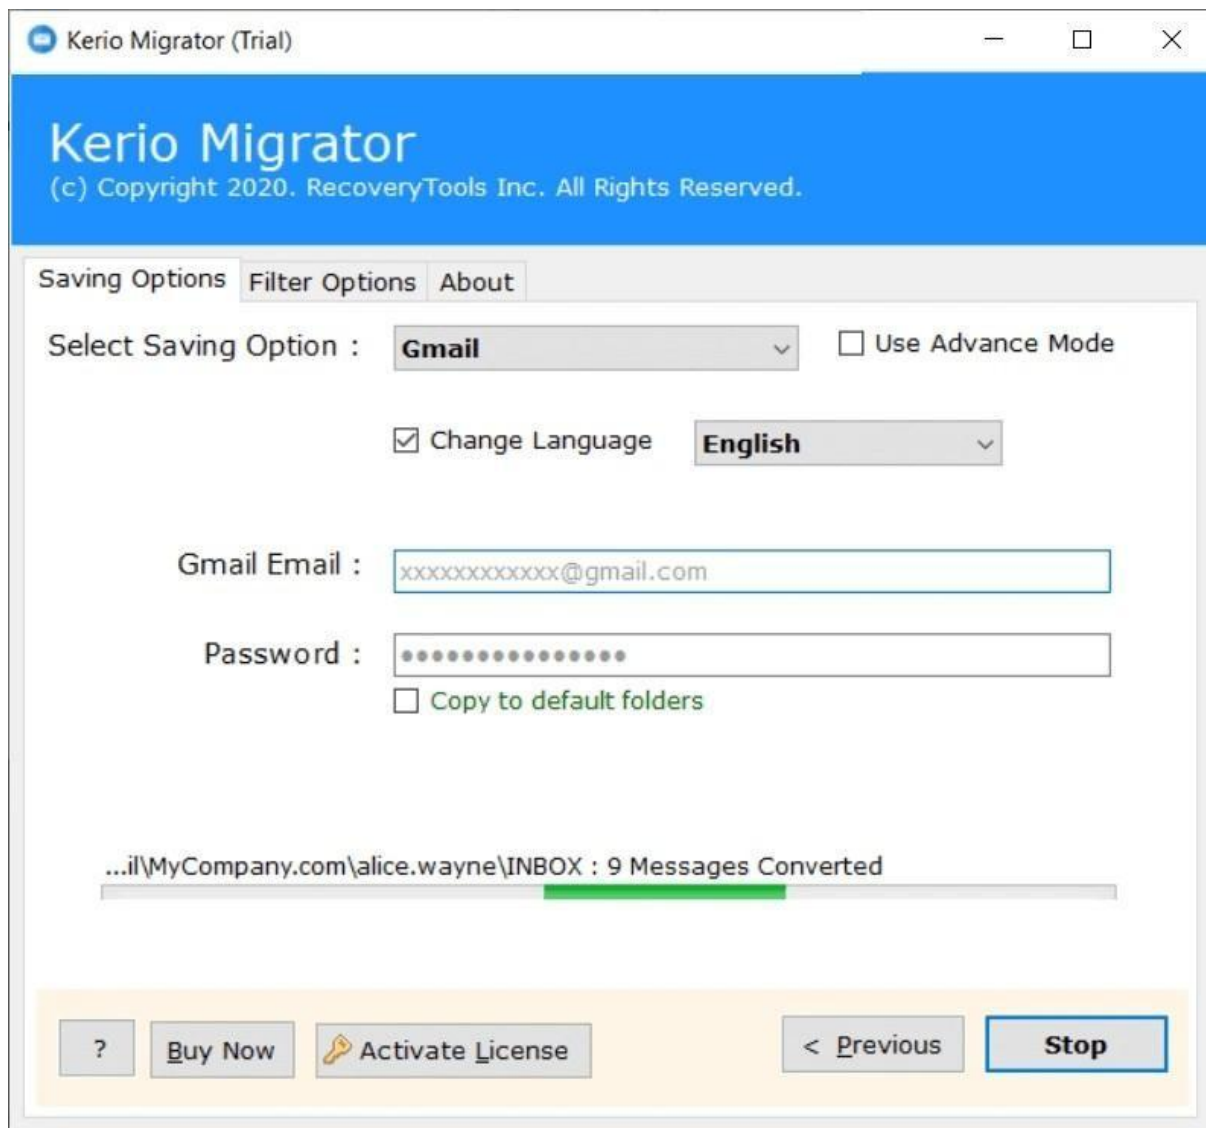 Kerio Migrator (Trial)
Kerio Migrator
(c) Copyright 2020. RecoveryTools Inc. All Rights Reserved.
Saving Options Filter Options About
Select Saving Option : Gmail Use Advance Mode
Change Language English
Gmail Email : xxxxxxxxxxxx@gmail.com
Password : ●●●●●●●●●●●●●●●
Copy to default folders
...il\MyCompany.com\alice.wayne\INBOX : 9 Messages Converted
? Buy Now Activate License < Previous Stop